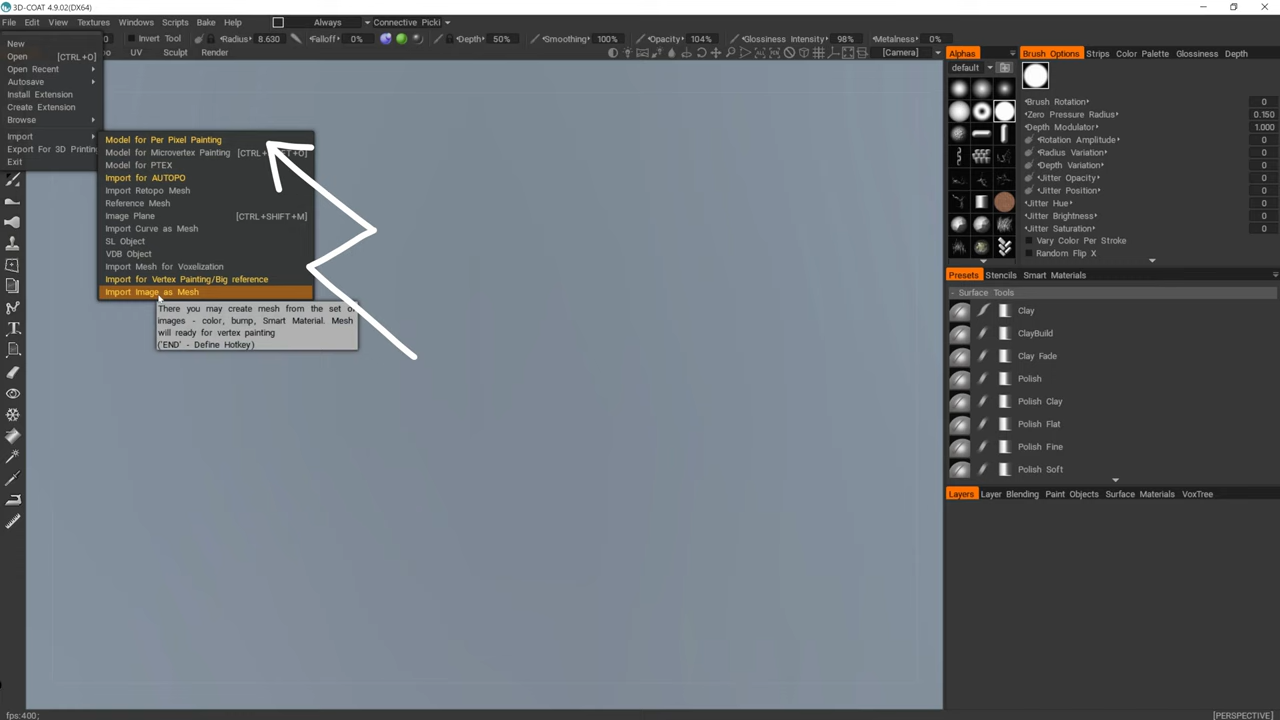 3D-COAT 4.9.02(DX64)
File Edit View Textures Windows Scripts Bake Help Always Connective Picki
0 Invert Tool Radius: 8.630 Falloff: 0% Depth: 50% Smoothing: 100% Opacity: 104% Glossiness Intensity: 98% Metalness: 0%
po UV Sculpt Render [Camera]
New
Open [CTRL+O]
Open Recent
Autosave
Install Extension
Create Extension
Browse
Import
Export For 3D Printin
Exit
Model for Per Pixel Painting
Model for Microvertex Painting [CTRL+SHIFT+O]
Model for PTEX
Import for AUTOPO
Import Retopo Mesh
Reference Mesh
Image Plane [CTRL+SHIFT+M]
Import Curve as Mesh
SL Object
VDB Object
Import Mesh for Voxelization
Import for Vertex Painting/Big reference
Import Image as Mesh
There you may create mesh from the set of
images - color, bump, Smart Material. Mesh
will ready for vertex painting
('END' - Define Hotkey)
Alphas
default
Brush Options Strips Color Palette Glossiness Depth
Brush Rotation: 0
Zero Pressure Radius: 0.150
Depth Modulator: 1.000
Rotation Amplitude: 0
Radius Variation: 0
Depth Variation: 0
Jitter Opacity: 0
Jitter Position: 0
Jitter Hue: 0
Jitter Brightness: 0
Jitter Saturation: 0
Vary Color Per Stroke
Random Flip X
Presets Stencils Smart Materials
- Surface Tools
Clay
ClayBuild
Clay Fade
Polish
Polish Clay
Polish Flat
Polish Fine
Polish Soft
Layers Layer Blending Paint Objects Surface Materials VoxTree
fps:400;
[PERSPECTIVE]